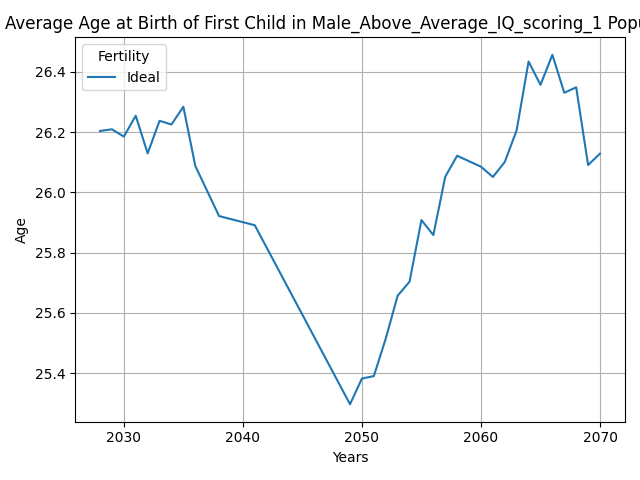 Average Age at Birth of First Child in Male_Above_Average_IQ_scoring_1
Fertility
Ideal
26.4
26.2
26.0
25.8
25.6
25.4
Age
2030 2040 2050 2060 2070
Years